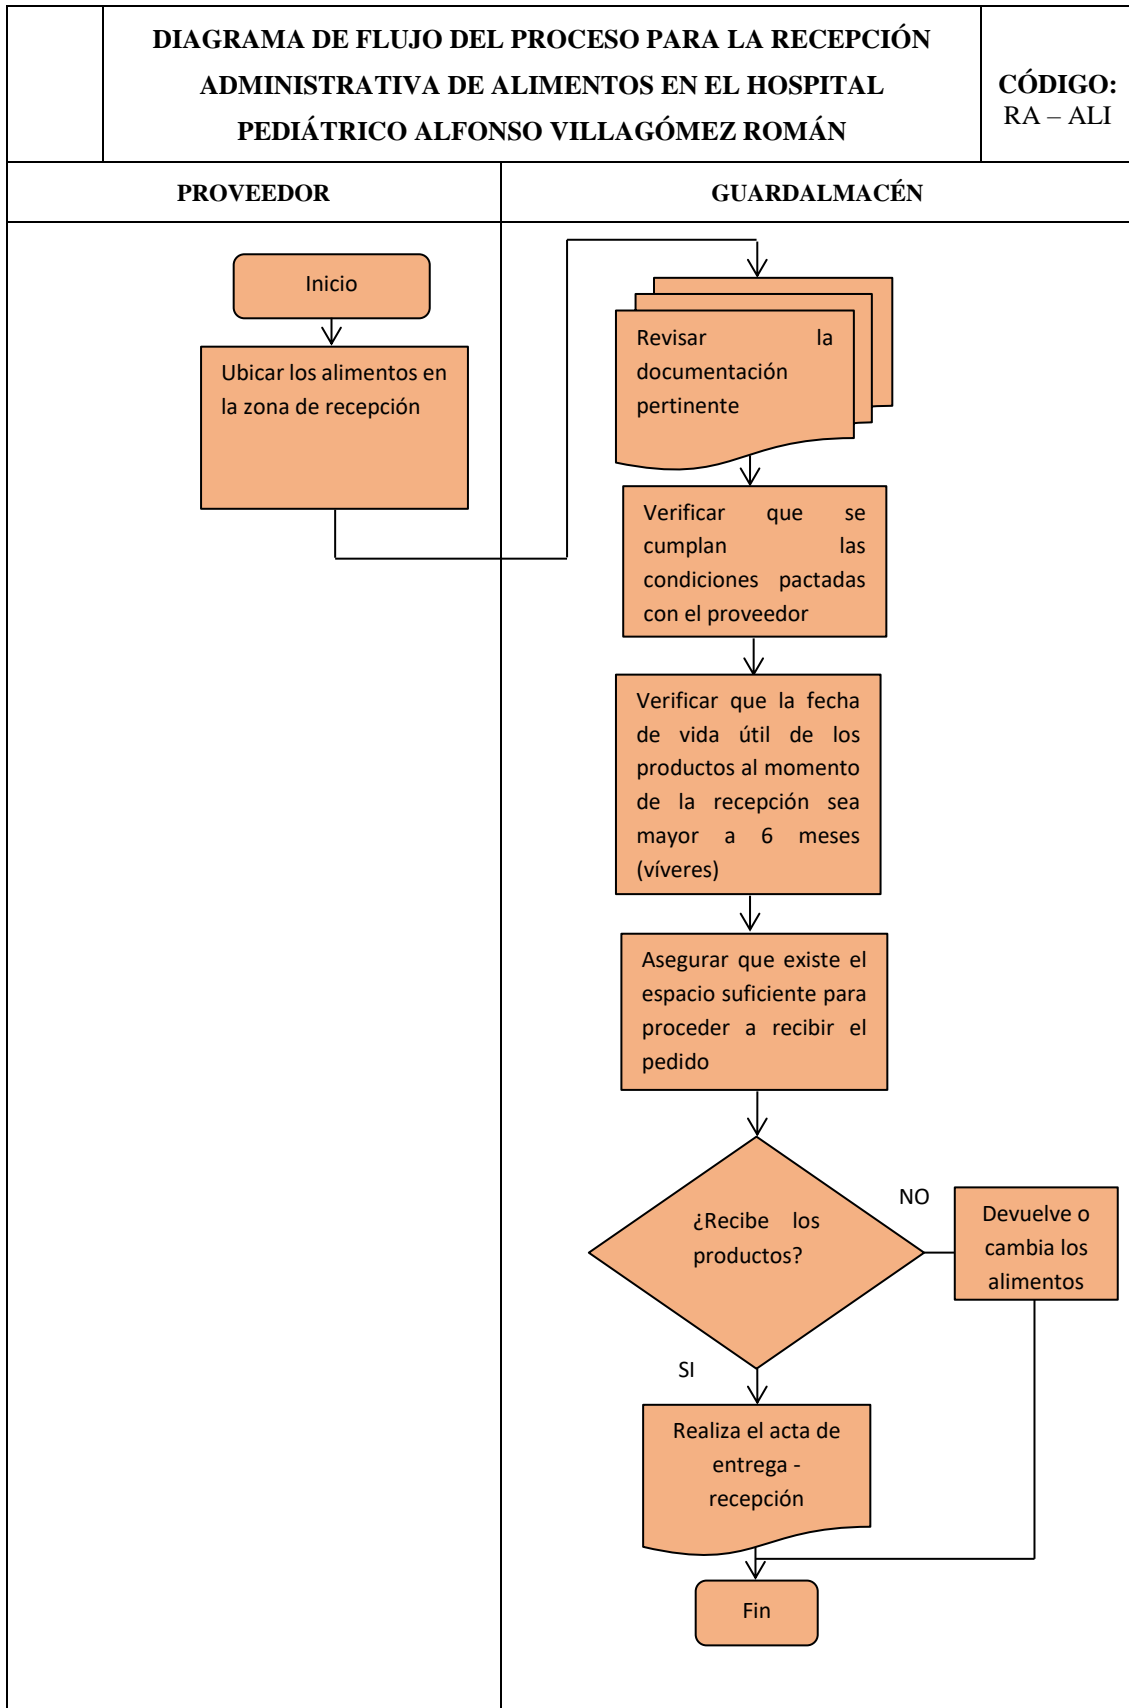 DIAGRAMA DE FLUJO DEL PROCESO PARA LA RECEPCIÓN
ADMINISTRATIVA DE ALIMENTOS EN EL HOSPITAL
PEDIÁTRICO ALFONSO VILLAGÓMEZ ROMÁN
CÓDIGO:
RA – ALI
PROVEEDOR
GUARDALMACÉN
Inicio
Ubicar los alimentos en
la zona de recepción
Revisar la
documentación
pertinente
Verificar que se
cumplan las
condiciones pactadas
con el proveedor
Verificar que la fecha
de vida útil de los
productos al momento
de la recepción sea
mayor a 6 meses
(víveres)
Asegurar que existe el
espacio suficiente para
proceder a recibir el
pedido
¿Recibe los
productos?
NO
Devuelve o
cambia los
alimentos
SI
Realiza el acta de
entrega -
recepción
Fin